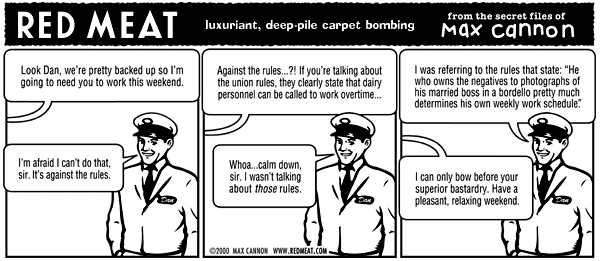 RED MEAT
luxuriant, deep-pile carpet bombing
from the secret files of
max cannon
Look Dan, we're pretty backed up so I'm
going to need you to work this weekend.
I'm afraid I can't do that,
sir. It's against the rules.
Dan
Against the rules...?! If you're talking about
the union rules, they clearly state that dairy
personnel can be called to work overtime...
Whoa...calm down,
sir. I wasn't talking
about those rules.
Dan
©2000 MAX CANNON WWW.REDMEAT.COM
I was referring to the rules that state: “He
who owns the negatives to photographs of
his married boss in a bordello pretty much
determines his own weekly work schedule.”
I can only bow before your
superior bastardry. Have a
pleasant, relaxing weekend.
Dan